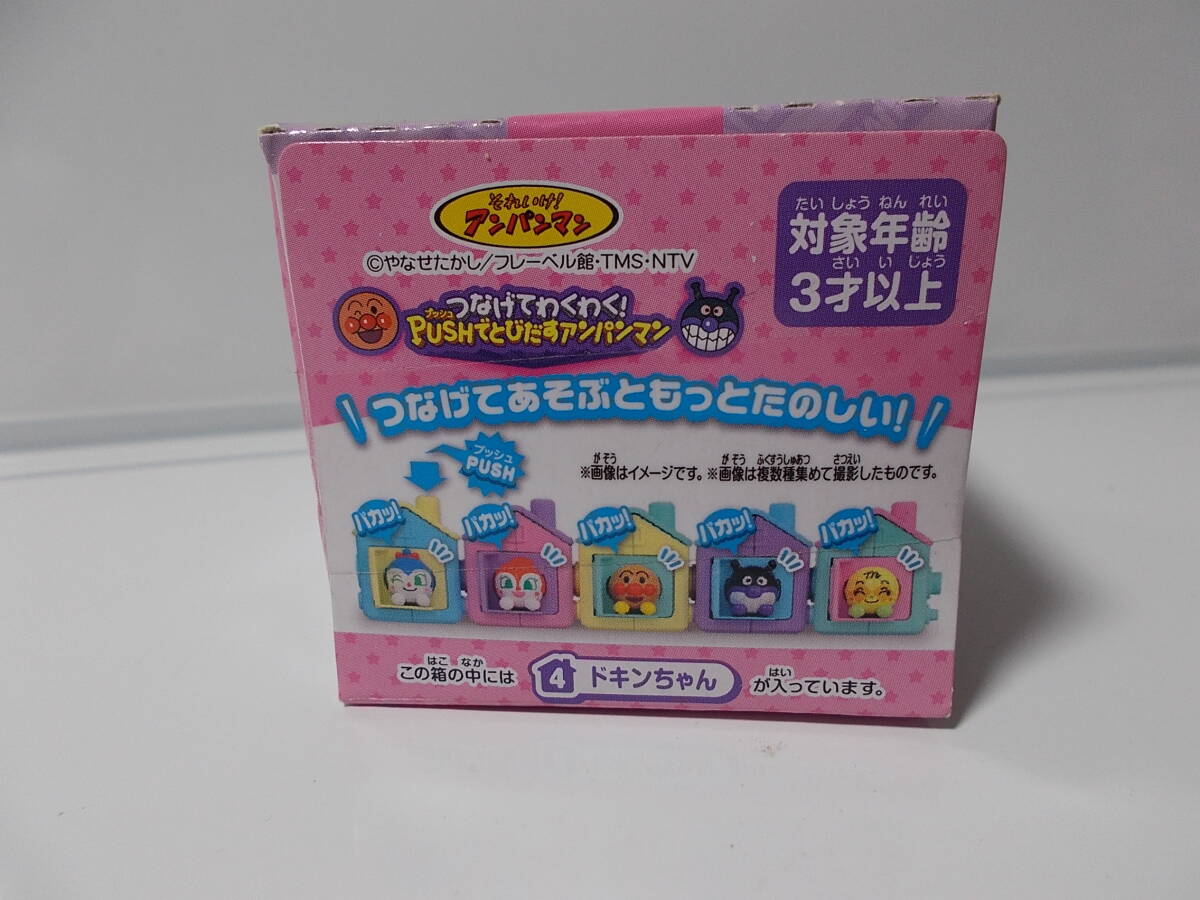 それいけ!
アンパンマン
©やなせたかし/フレーベル館・TMS・NTV
たいしょうねんれい
対象年齢
さいいじょう
3才以上
つなげてわくわく!
プッシュ
PUSHでとびだすアンパンマン
つなげてあそぶともっとたのしい!
プッシュ
PUSH
がぞう がぞう ふくすうしゅあつ さつえい
※画像はイメージです。※画像は複数種集めて撮影したものです。
パカッ! パカッ! パカッ! パカッ! パカッ!
はこ なか はい
この箱の中には 4 ドキンちゃん が入っています。